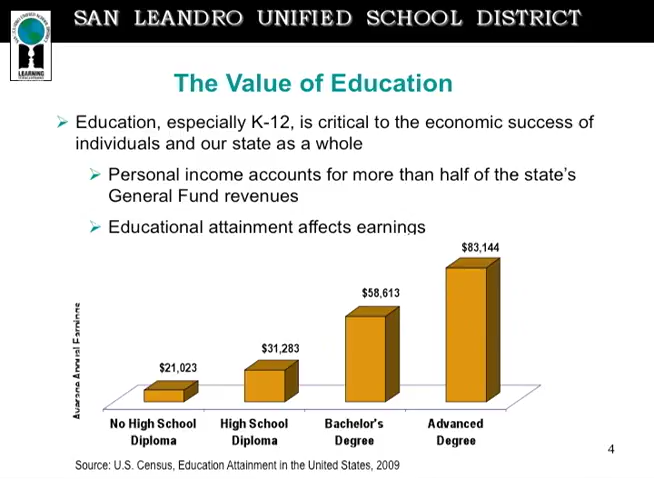 SAN LEANDRO UNIFIED SCHOOL DISTRICT
LEARNING
The Value of Education
Education, especially K-12, is critical to the economic success of
individuals and our state as a whole
Personal income accounts for more than half of the state's
General Fund revenues
Educational attainment affects earnings
$83,144
$58,613
$31,283
$21,023
Average Annual Earnings
No High School
Diploma
High School
Diploma
Bachelor's
Degree
Advanced
Degree
4
Source: U.S. Census, Education Attainment in the United States, 2009